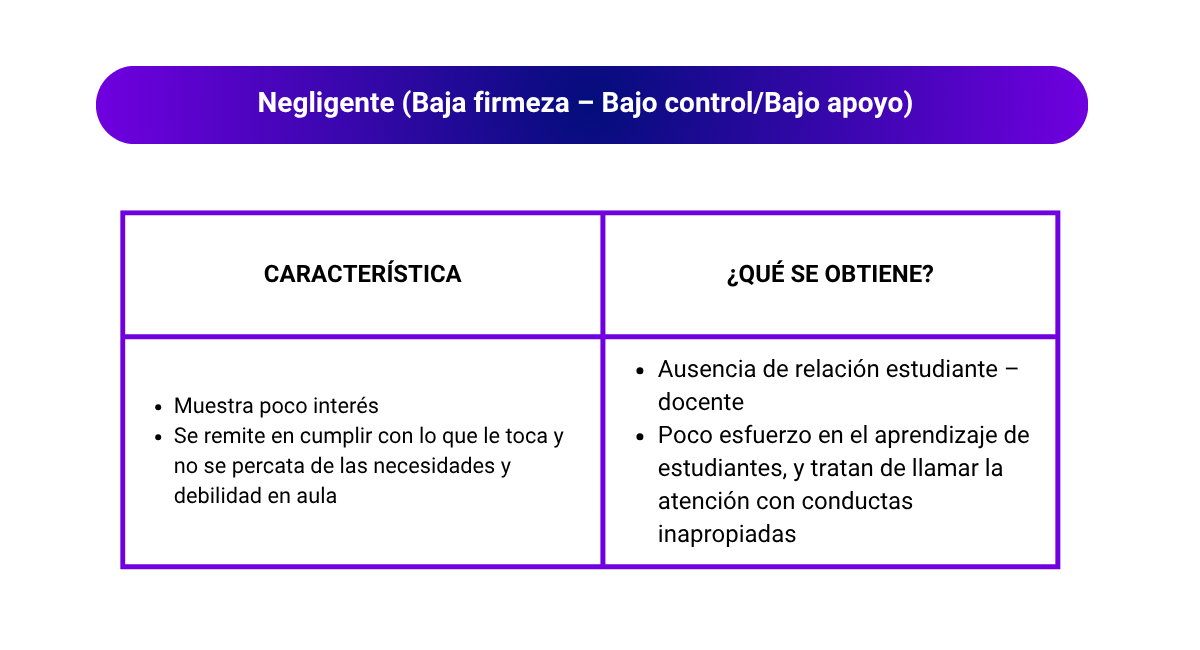 Negligente (Baja firmeza – Bajo control/Bajo apoyo)
CARACTERÍSTICA
¿QUÉ SE OBTIENE?
• Muestra poco interés
• Se remite en cumplir con lo que le toca y
no se percata de las necesidades y
debilidad en aula
• Ausencia de relación estudiante –
docente
• Poco esfuerzo en el aprendizaje de
estudiantes, y tratan de llamar la
atención con conductas
inapropiadas